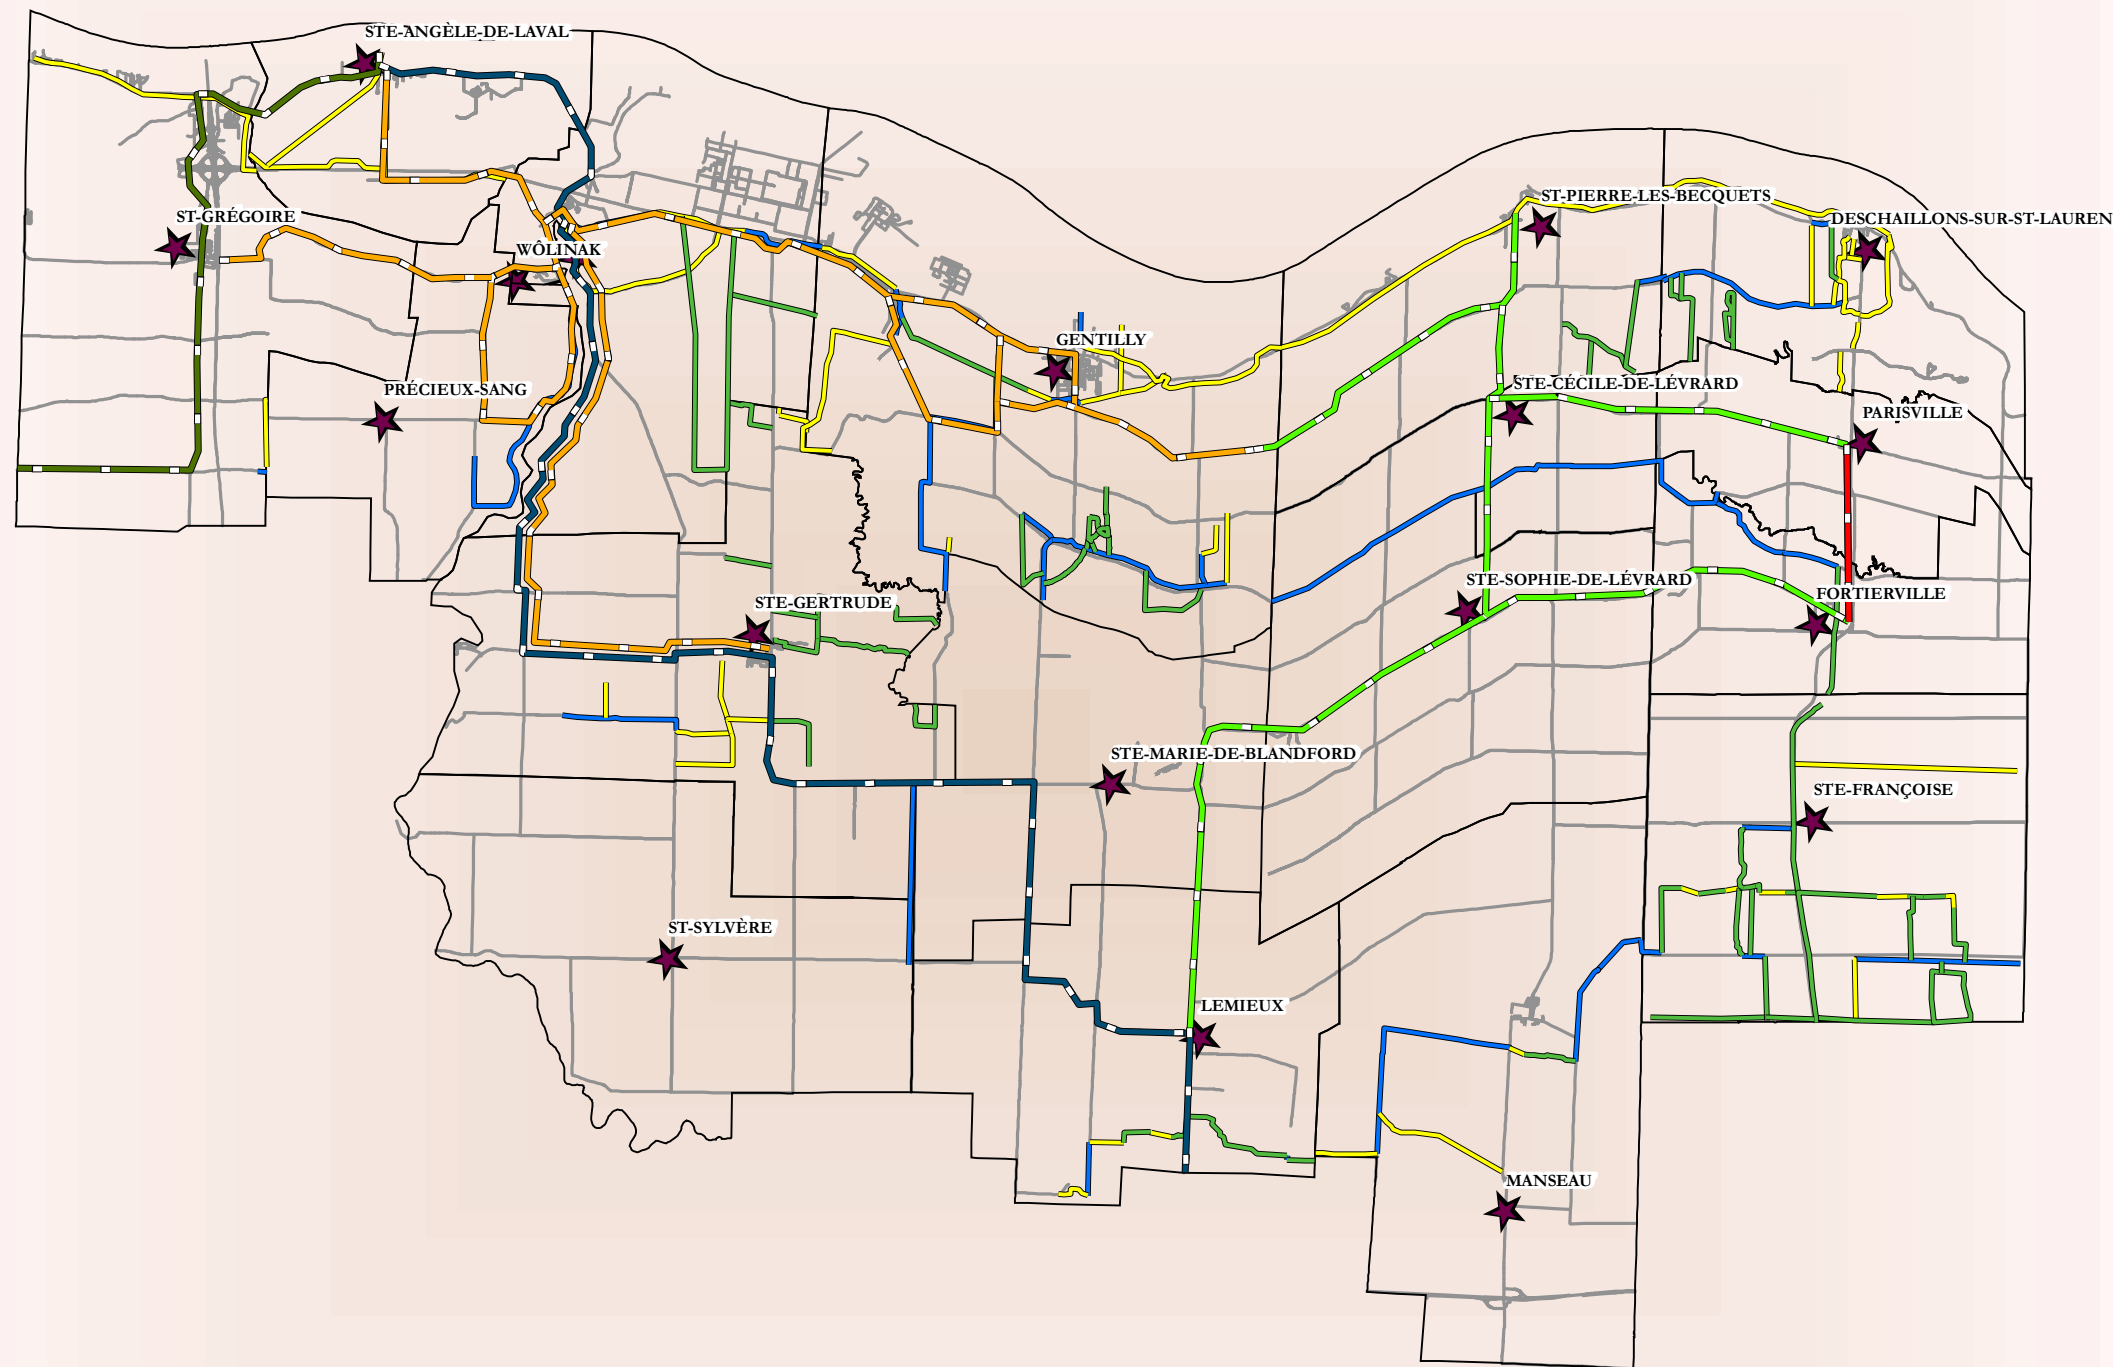 STE-ANGÈLE-DE-LAVAL
ST-PIERRE-LES-BECQUETS
ST-GRÉGOIRE
DESCHAILLONS-SUR-ST-LAUREN
WÔLINAK
GENTILLY
STE-CÉCILE-DE-LÉVRARD
PRÉCIEUX-SANG
PARISVILLE
STE-SOPHIE-DE-LÉVRARD
FORTIERVILLE
STE-GERTRUDE
STE-MARIE-DE-BLANDFORD
STE-FRANÇOISE
ST-SYLVÈRE
LEMIEUX
MANSEAU